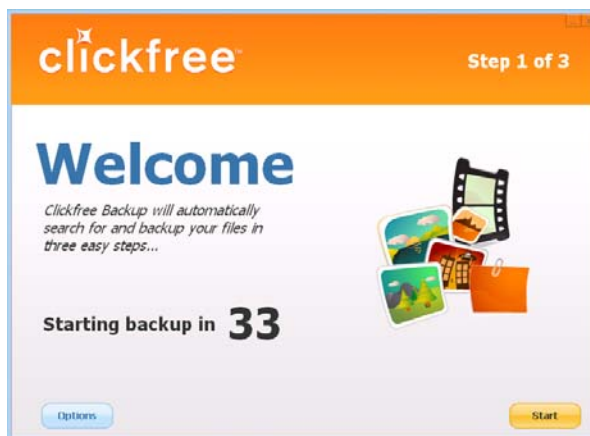 clickfree™
Step 1 of 3
Welcome
Clickfree Backup will automatically
search for and backup your files in
three easy steps...
Starting backup in 33
Options
Start